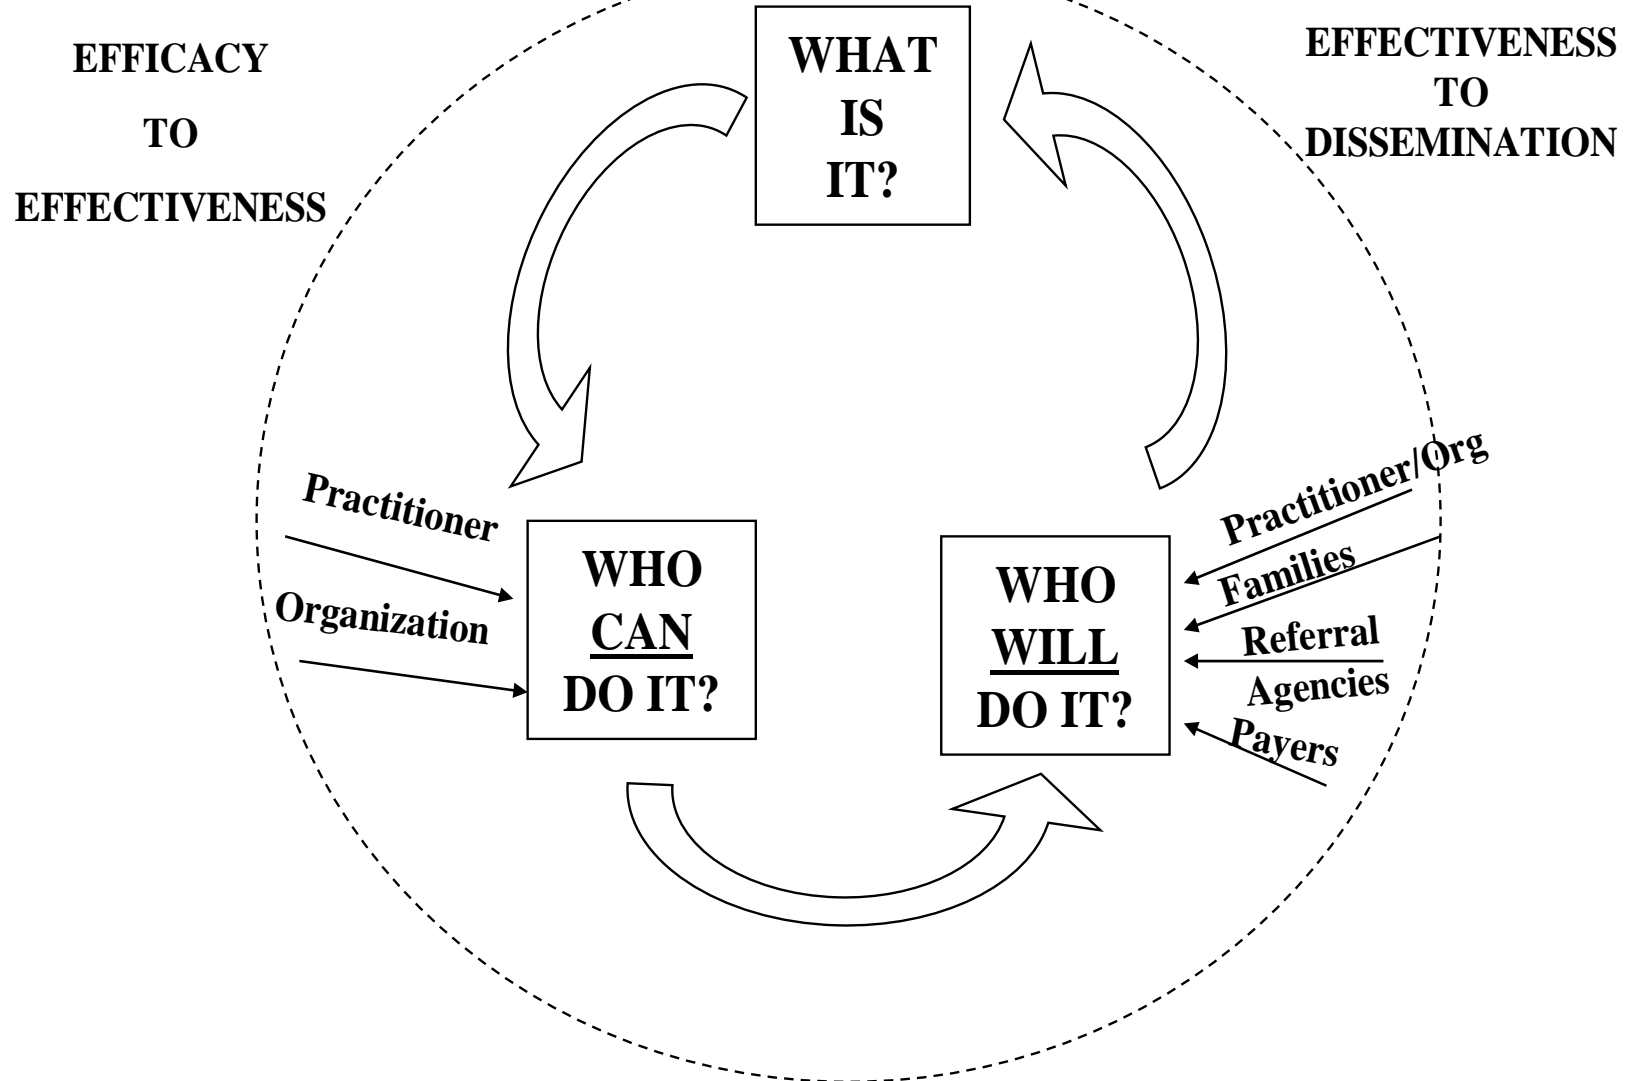 EFFICACY
TO
EFFECTIVENESS
WHAT
IS
IT?
EFFECTIVENESS
TO
DISSEMINATION
Practitioner
Organization
WHO
CAN
DO IT?
WHO
WILL
DO IT?
Practitioner/Org
Families
Referral
Agencies
Payers